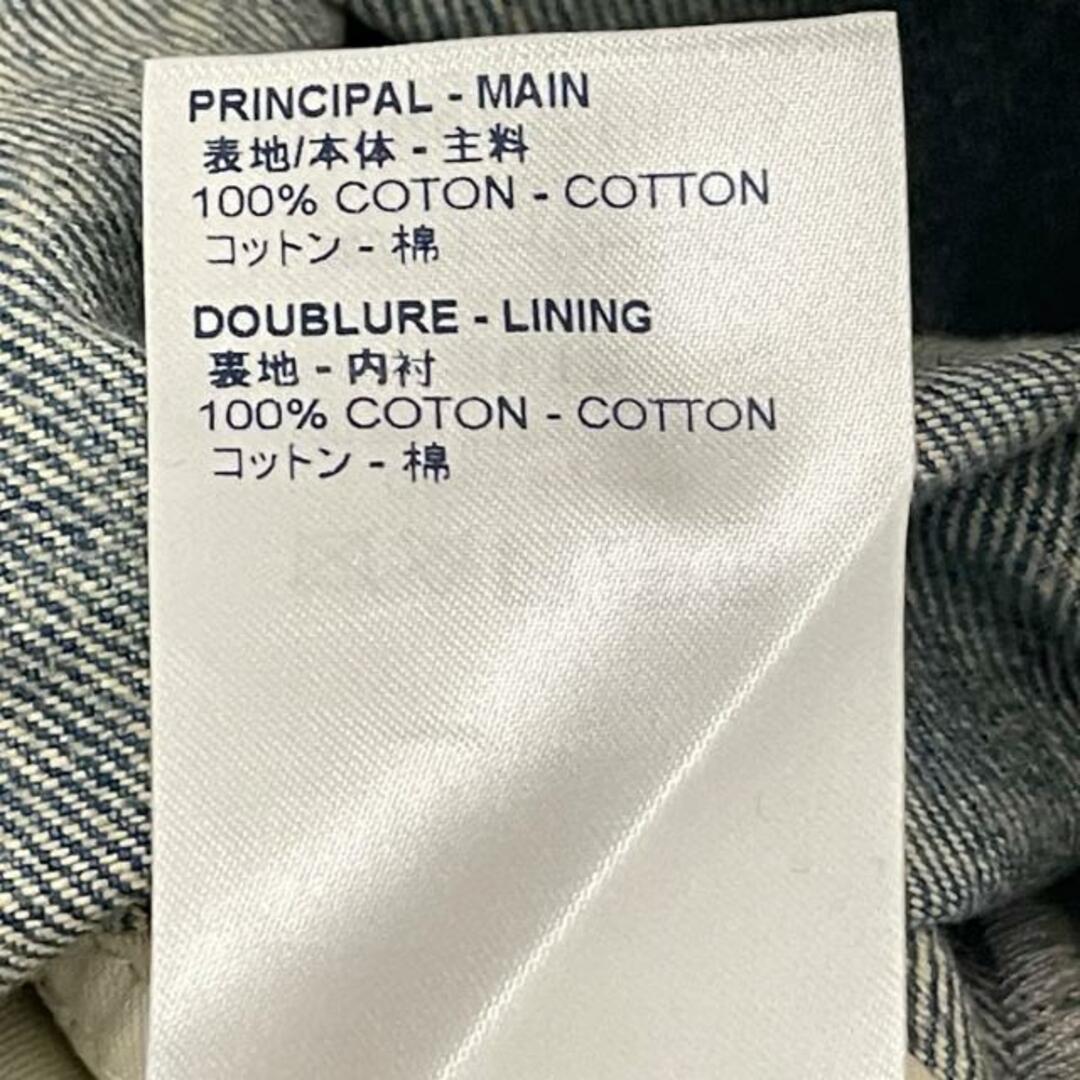 PRINCIPAL - MAIN
表地/本体 - 主料
100% COTON - COTTON
コットン - 棉
DOUBLURE - LINING
裏地 - 内衬
100% COTON - COTTON
コットン - 棉